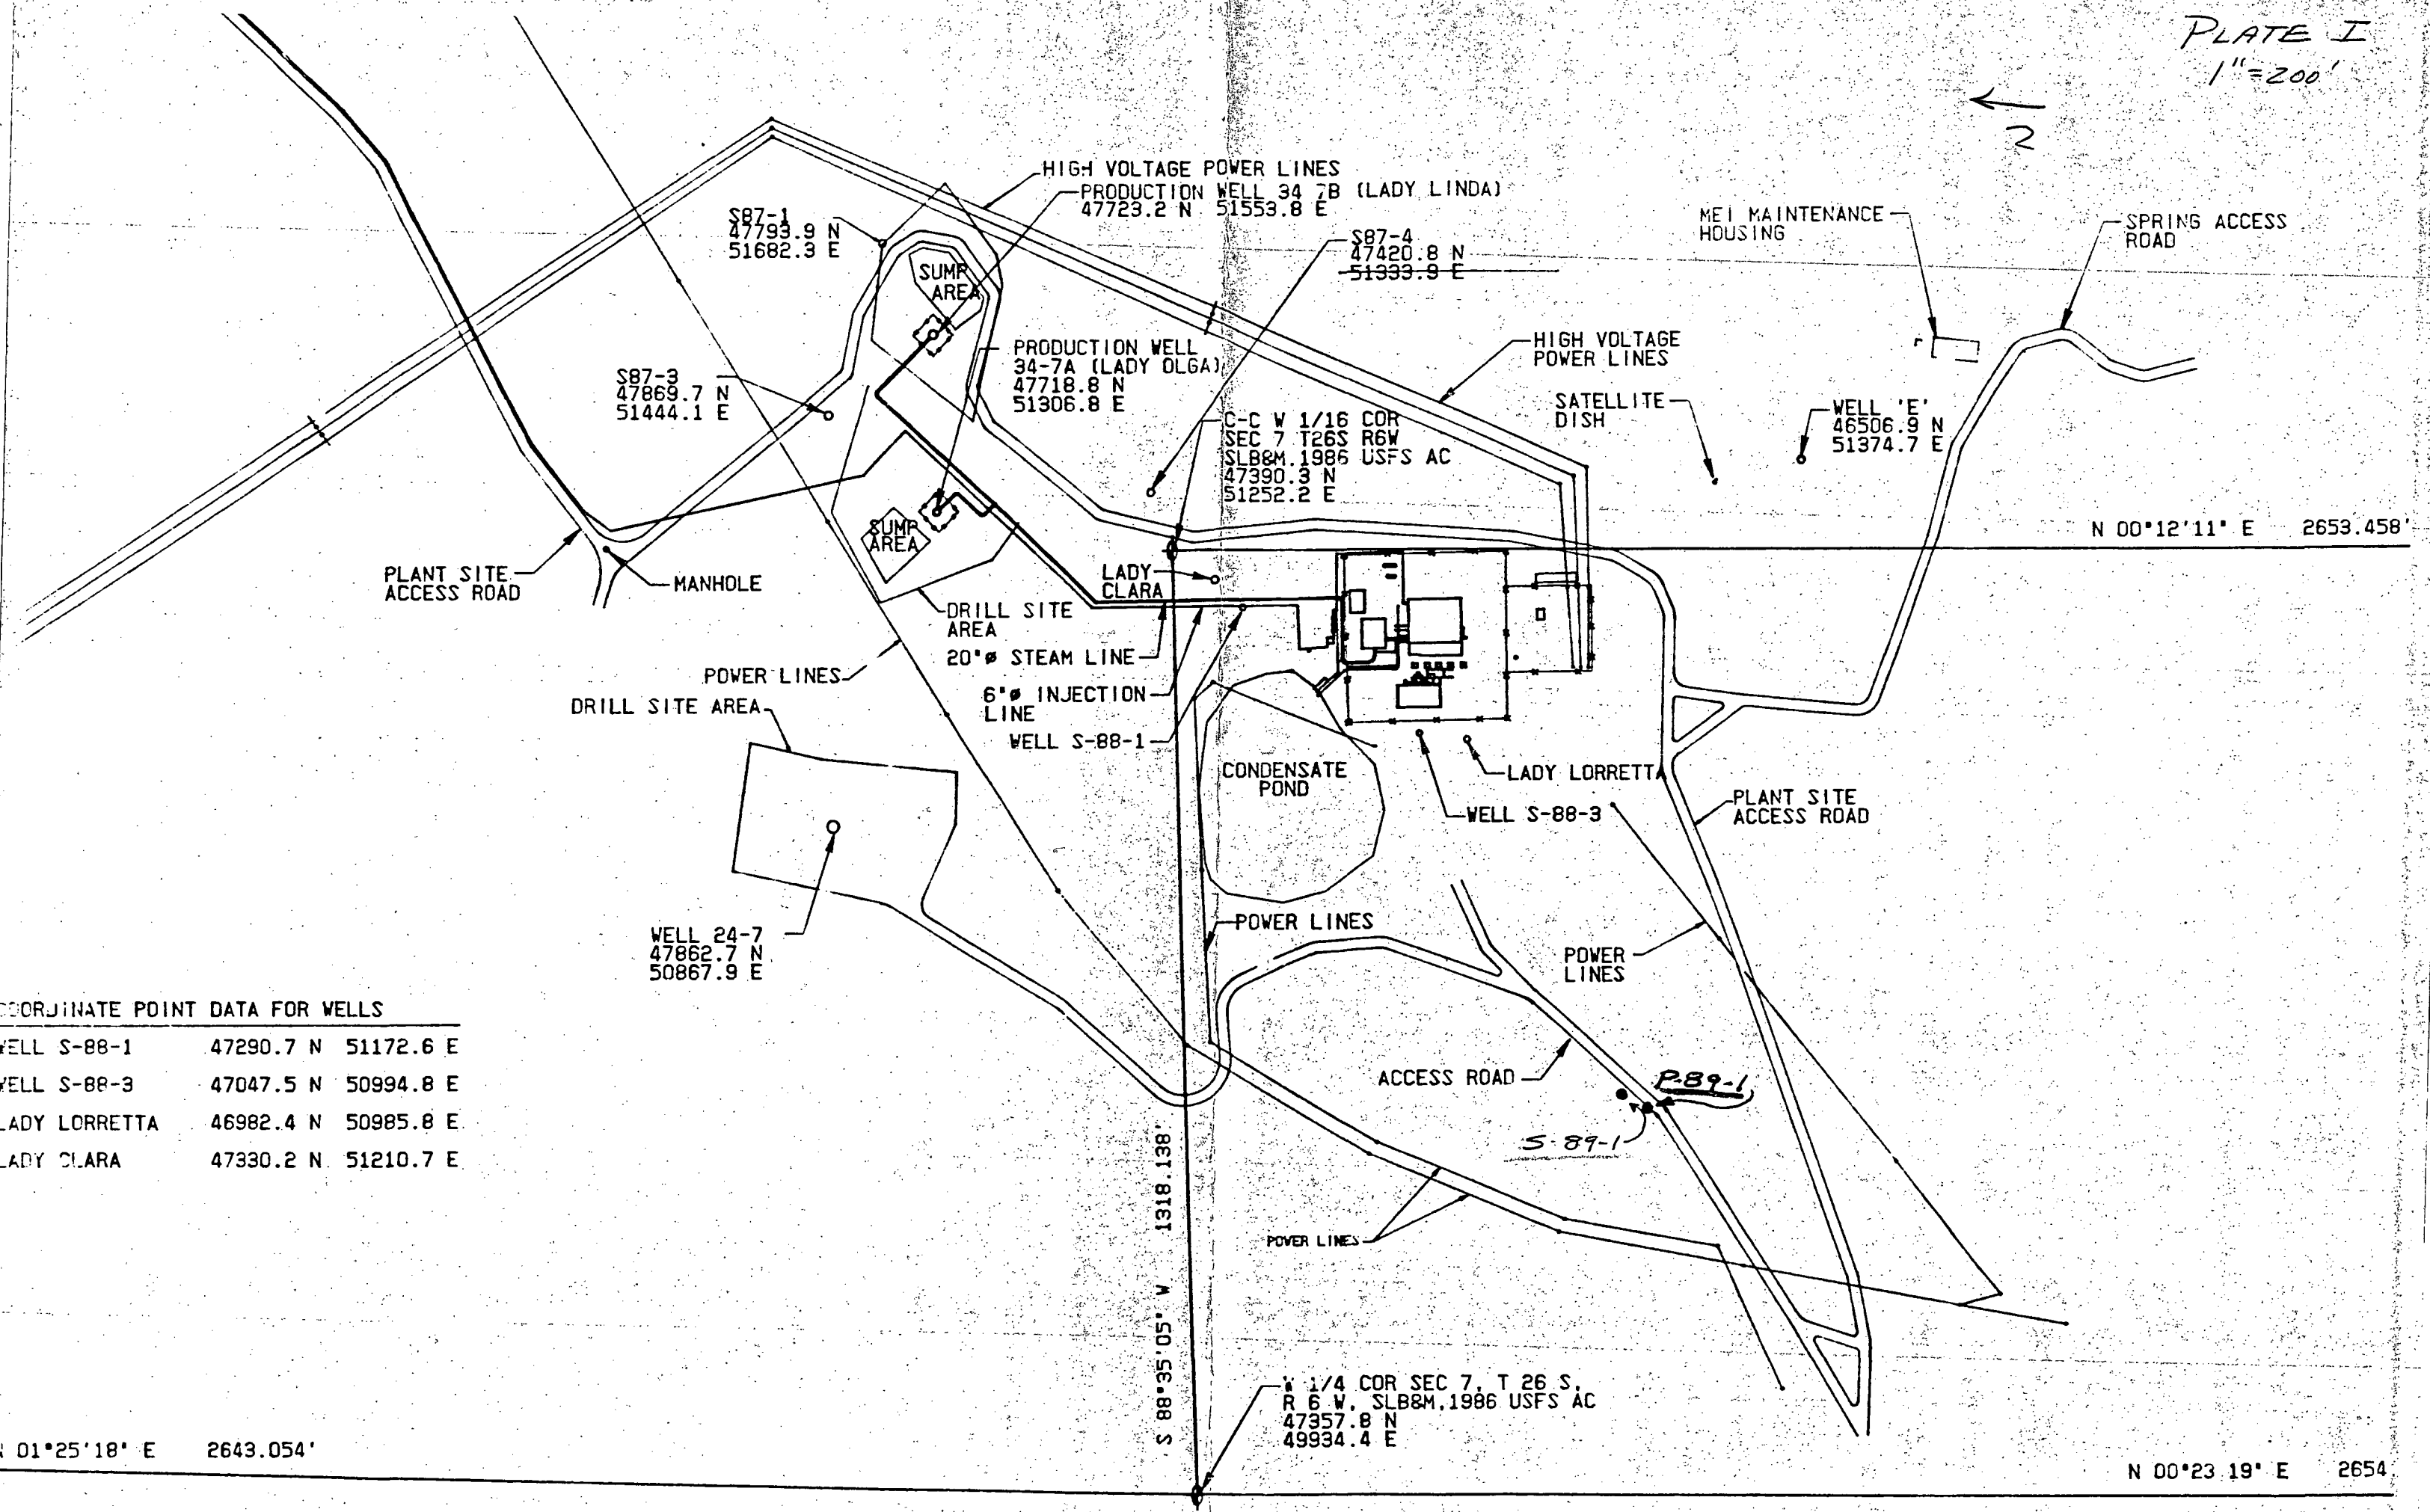 PLATE I
1"=200'
2
HIGH VOLTAGE POWER LINES
PRODUCTION WELL 34 7B (LADY LINDA)
47723.2 N 51553.8 E
S87-1
47793.9 N
51682.3 E
S87-4
47420.8 N
51333.9 E
MEI MAINTENANCE
HOUSING
SPRING ACCESS
ROAD
SUMP
AREA
PRODUCTION WELL
34-7A (LADY OLGA)
47718.8 N
51306.8 E
HIGH VOLTAGE
POWER LINES
S87-3
47869.7 N
51444.1 E
C-C W 1/16 COR
SEC 7 T26S R6W
SLB&M.1986 USFS AC
47390.3 N
51252.2 E
SATELLITE
DISH
WELL 'E'
46506.9 N
51374.7 E
SUMP
AREA
N 00°12'11" E 2653.458'
PLANT SITE
ACCESS ROAD
MANHOLE
LADY
CLARA
DRILL SITE
AREA
20"ø STEAM LINE
POWER LINES
6"ø INJECTION
LINE
DRILL SITE AREA
WELL S-88-1
CONDENSATE
POND
LADY LORRETTA
WELL S-88-3
PLANT SITE
ACCESS ROAD
WELL 24-7
47862.7 N
50867.9 E
POWER LINES
POWER
LINES
COORJINATE POINT DATA FOR WELLS
WELL S-88-1 47290.7 N 51172.6 E
WELL S-88-3 47047.5 N 50994.8 E
LADY LORRETTA 46982.4 N 50985.8 E
LADY CLARA 47330.2 N 51210.7 E
ACCESS ROAD
P-89-1
S-89-1
POWER LINES
S 88°35'05" W 1318.138'
W 1/4 COR SEC 7, T 26 S,
R 6 W, SLB&M,1986 USFS AC
47357.8 N
49934.4 E
N 01°25'18" E 2643.054'
N 00°23 19" E 2654